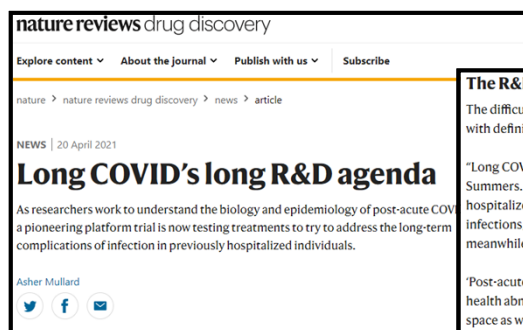 nature reviews drug discovery
Explore content About the journal Publish with us Subscribe
nature > nature reviews drug discovery > news > article
NEWS | 20 April 2021
Long COVID's long R&D agenda
As researchers work to understand the biology and epidemiology of post-acute COVI
a pioneering platform trial is now testing treatments to try to address the long-term
complications of infection in previously hospitalized individuals.
Asher Mullard
The R&
The difficu
with defini
"Long COV
Summers.
hospitalize
infections
meanwhile
'Post-acute
health abn
space as w